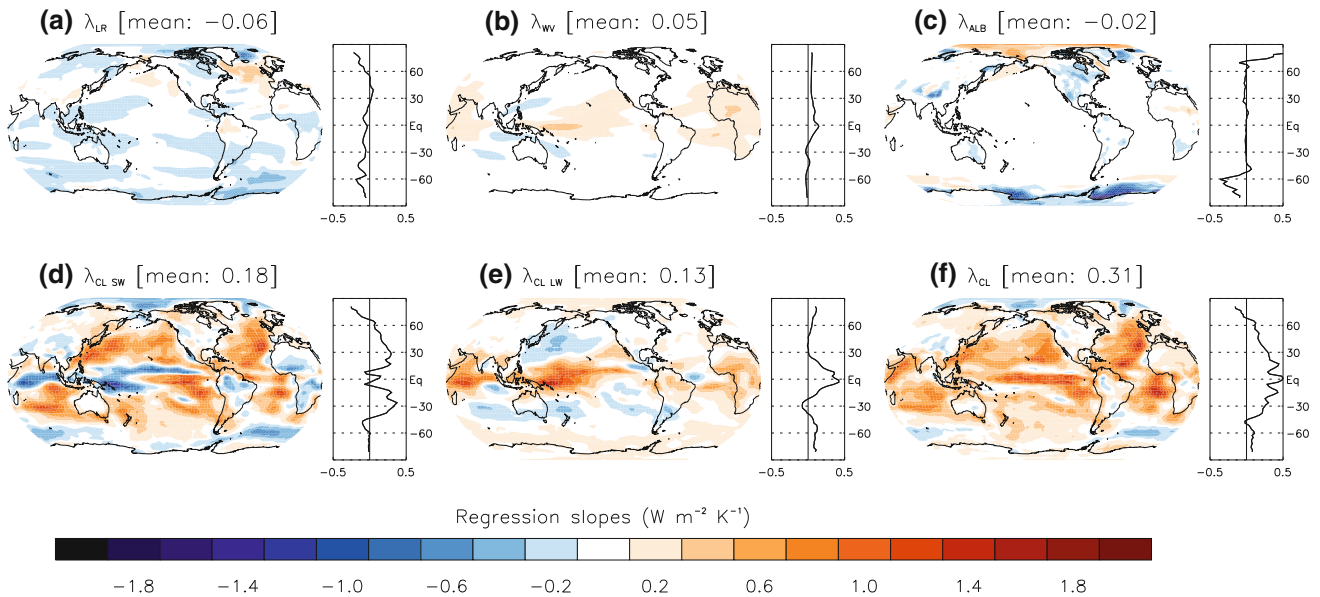 (a) λLR [mean: −0.06]
60
30
Eq
−30
−60
−0.5 0.5
(b) λWV [mean: 0.05]
60
30
Eq
−30
−60
−0.5 0.5
(c) λALB [mean: −0.02]
60
30
Eq
−30
−60
−0.5 0.5
(d) λCL SW [mean: 0.18]
60
30
Eq
−30
−60
−0.5 0.5
(e) λCL LW [mean: 0.13]
60
30
Eq
−30
−60
−0.5 0.5
(f) λCL [mean: 0.31]
60
30
Eq
−30
−60
−0.5 0.5
Regression slopes (W m⁻² K⁻¹)
−1.8 −1.4 −1.0 −0.6 −0.2 0.2 0.6 1.0 1.4 1.8